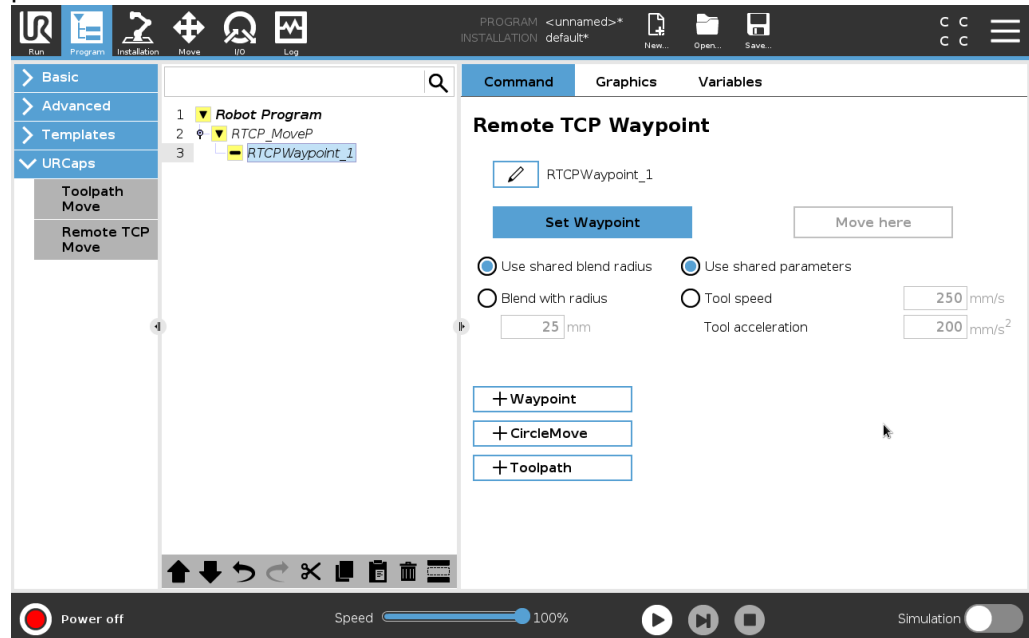 PROGRAM <unnamed>*
INSTALLATION default*
UR
Run
Program
Installation
Move
I/O
Log
New...
Open...
Save...
C C
C C
Basic
Advanced
Templates
URCaps
Toolpath
Move
Remote TCP
Move
1 Robot Program
2 RTCP_MoveP
3 RTCPWaypoint_1
Command Graphics Variables
Remote TCP Waypoint
RTCPWaypoint_1
Set Waypoint Move here
Use shared blend radius Use shared parameters
Blend with radius Tool speed 250 mm/s
25 mm Tool acceleration 200 mm/s²
+Waypoint
+CircleMove
+Toolpath
Power off Speed 100% Simulation